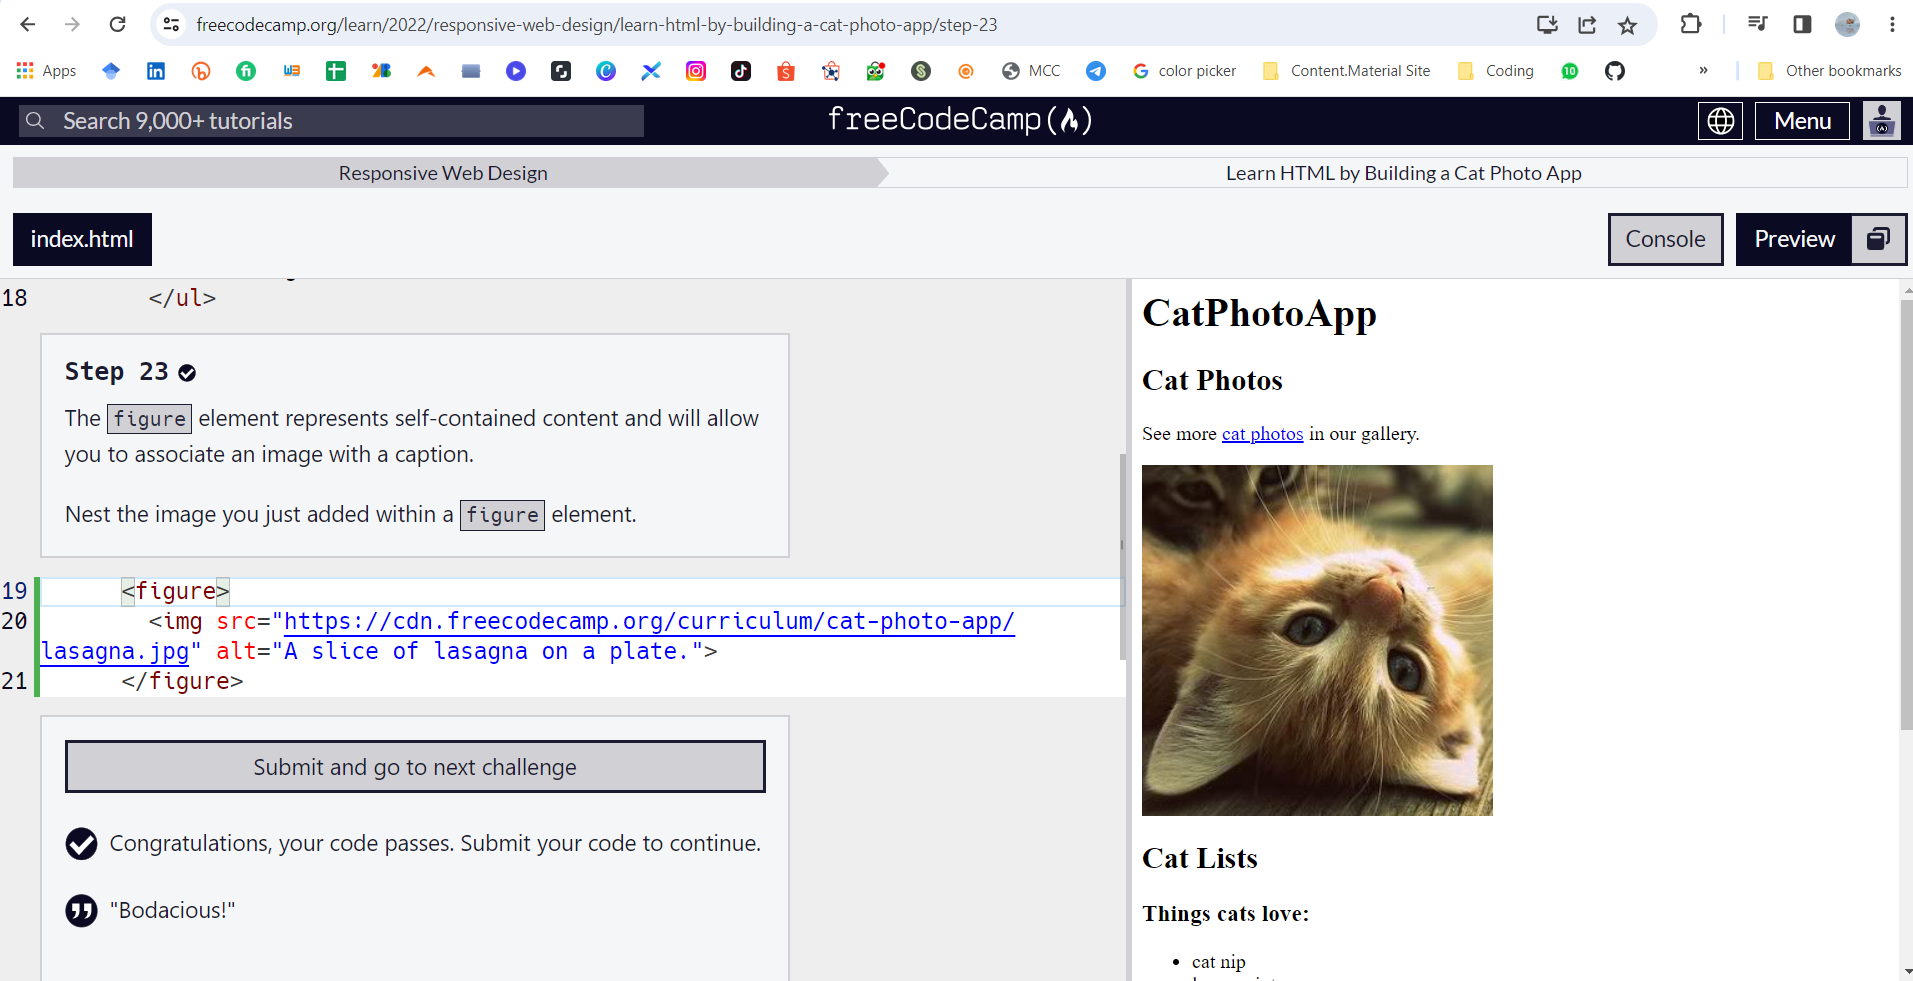 freecodecamp.org/learn/2022/responsive-web-design/learn-html-by-building-a-cat-photo-app/step-23
Apps
MCC
color picker
Content.Material Site
Coding
10
»
Other bookmarks
Search 9,000+ tutorials
freeCodeCamp
Menu
Responsive Web Design
Learn HTML by Building a Cat Photo App
index.html
Console
Preview
18 </ul>
Step 23
The figure element represents self-contained content and will allow
you to associate an image with a caption.
Nest the image you just added within a figure element.
19 <figure>
20 <img src="https://cdn.freecodecamp.org/curriculum/cat-photo-app/
lasagna.jpg" alt="A slice of lasagna on a plate.">
21 </figure>
Submit and go to next challenge
Congratulations, your code passes. Submit your code to continue.
"Bodacious!"
CatPhotoApp
Cat Photos
See more cat photos in our gallery.
Cat Lists
Things cats love:
• cat nip